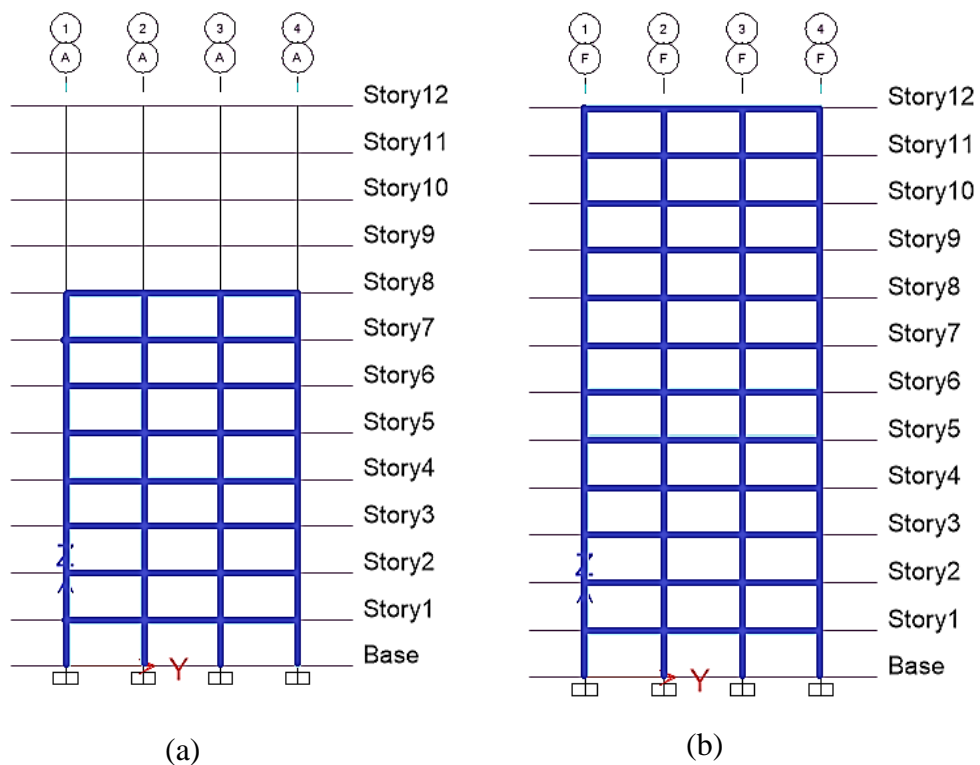 1 2 3 4
A A A A
Story12
Story11
Story10
Story9
Story8
Story7
Story6
Story5
Story4
Story3
Z
Story2
Story1
Base
Y
(a)
1 2 3 4
F F F F
Story12
Story11
Story10
Story9
Story8
Story7
Story6
Story5
Story4
Story3
Z
Story2
Story1
Base
Y
(b)